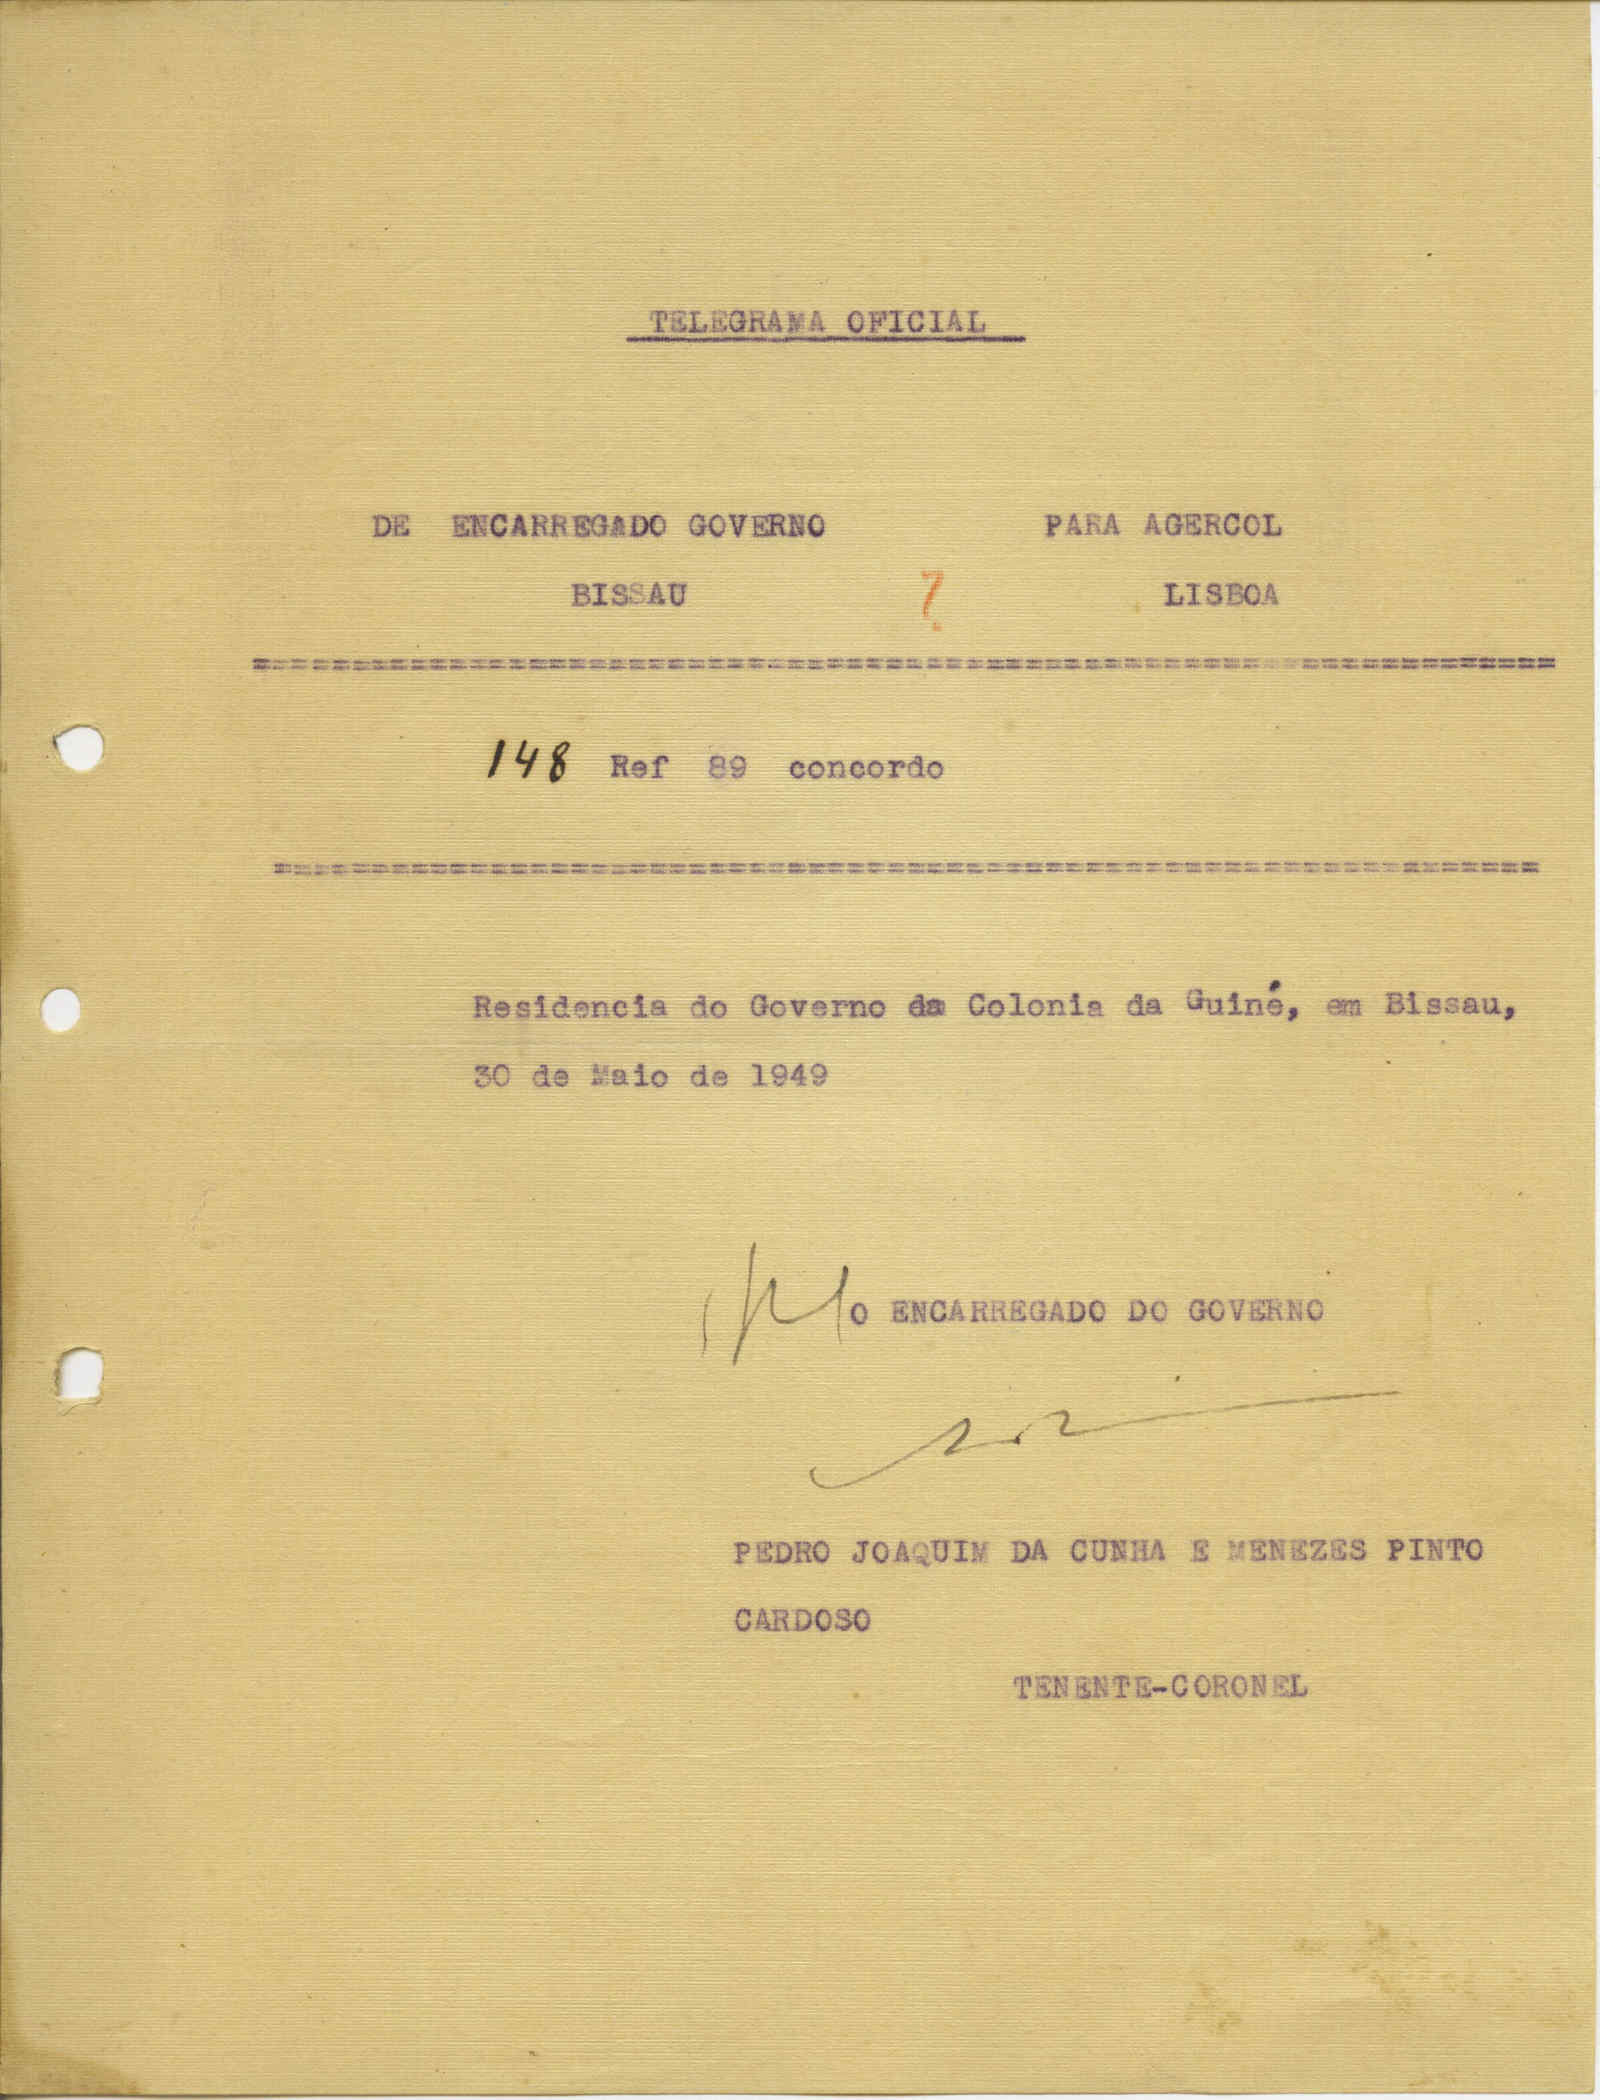 TELEGRAMA OFICIAL
DE ENCARREGADO GOVERNO PARA AGERCOL
BISSAU ? LISBOA
=================================================================
148 Ref 89 concordo
===============================================================
Residencia do Governo da Colonia da Guiné, em Bissau,
30 de Maio de 1949
O ENCARREGADO DO GOVERNO
PEDRO JOAQUIM DA CUNHA E MENEZES PINTO
CARDOSO
TENENTE-CORONEL